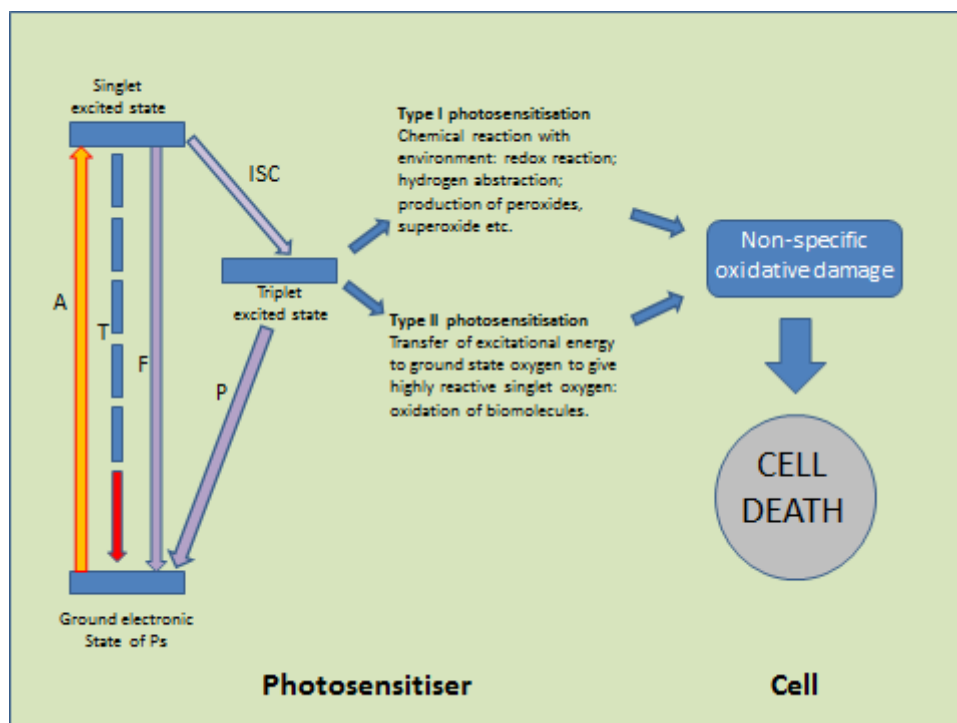 Singlet
excited state
ISC
A
T
F
P
Triplet
excited state
Ground electronic
State of Ps
Type I photosensitisation
Chemical reaction with
environment: redox reaction;
hydrogen abstraction;
production of peroxides,
superoxide etc.
Type II photosensitisation
Transfer of excitational energy
to ground state oxygen to give
highly reactive singlet oxygen:
oxidation of biomolecules.
Non-specific
oxidative damage
CELL
DEATH
Photosensitiser
Cell